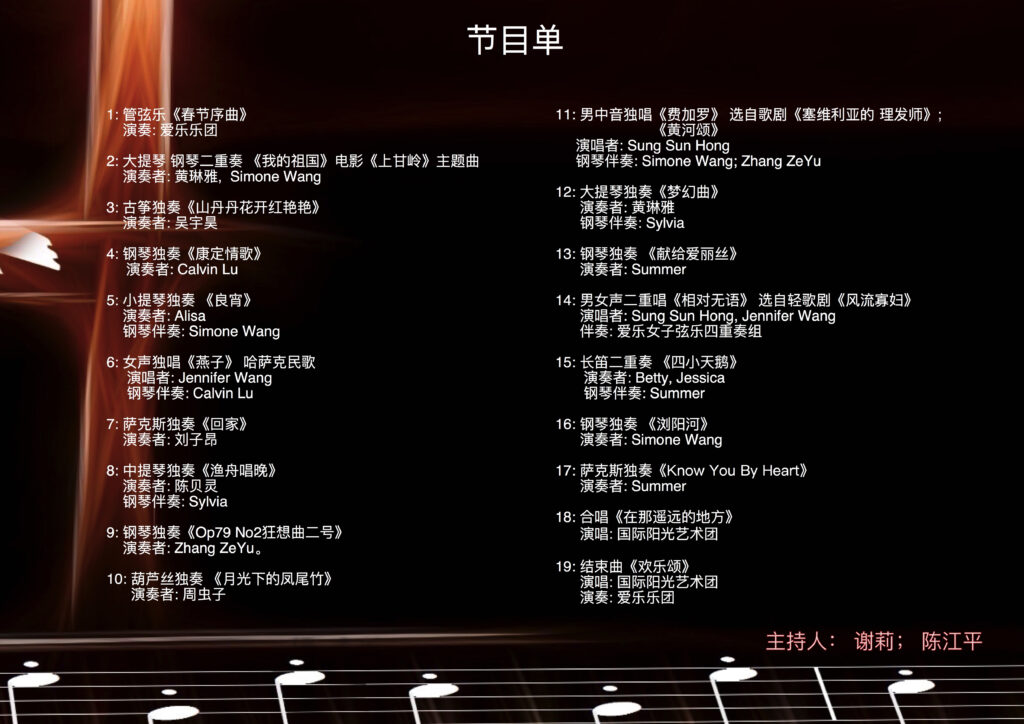 节目单
1: 管弦乐《春节序曲》
演奏: 爱乐乐团
2: 大提琴 钢琴二重奏 《我的祖国》电影《上甘岭》主题曲
演奏者: 黄琳雅, Simone Wang
3: 古筝独奏《山丹丹花开红艳艳》
演奏者: 吴宇昊
4: 钢琴独奏《康定情歌》
演奏者: Calvin Lu
5: 小提琴独奏 《良宵》
演奏者: Alisa
钢琴伴奏: Simone Wang
6: 女声独唱《燕子》 哈萨克民歌
演唱者: Jennifer Wang
钢琴伴奏: Calvin Lu
7: 萨克斯独奏《回家》
演奏者: 刘子昂
8: 中提琴独奏《渔舟唱晚》
演奏者: 陈贝灵
钢琴伴奏: Sylvia
9: 钢琴独奏《Op79 No2狂想曲二号》
演奏者: Zhang ZeYu。
10: 葫芦丝独奏 《月光下的凤尾竹》
演奏者: 周虫子
11: 男中音独唱《费加罗》 选自歌剧《塞维利亚的 理发师》;
《黄河颂》
演唱者: Sung Sun Hong
钢琴伴奏: Simone Wang; Zhang ZeYu
12: 大提琴独奏《梦幻曲》
演奏者: 黄琳雅
钢琴伴奏: Sylvia
13: 钢琴独奏 《献给爱丽丝》
演奏者: Summer
14: 男女声二重唱《相对无语》 选自轻歌剧《风流寡妇》
演唱者: Sung Sun Hong, Jennifer Wang
伴奏: 爱乐女子弦乐四重奏组
15: 长笛二重奏 《四小天鹅》
演奏者: Betty, Jessica
钢琴伴奏: Summer
16: 钢琴独奏 《浏阳河》
演奏者: Simone Wang
17: 萨克斯独奏《Know You By Heart》
演奏者: Summer
18: 合唱《在那遥远的地方》
演唱: 国际阳光艺术团
19: 结束曲《欢乐颂》
演唱: 国际阳光艺术团
演奏: 爱乐乐团
主持人： 谢莉； 陈江平